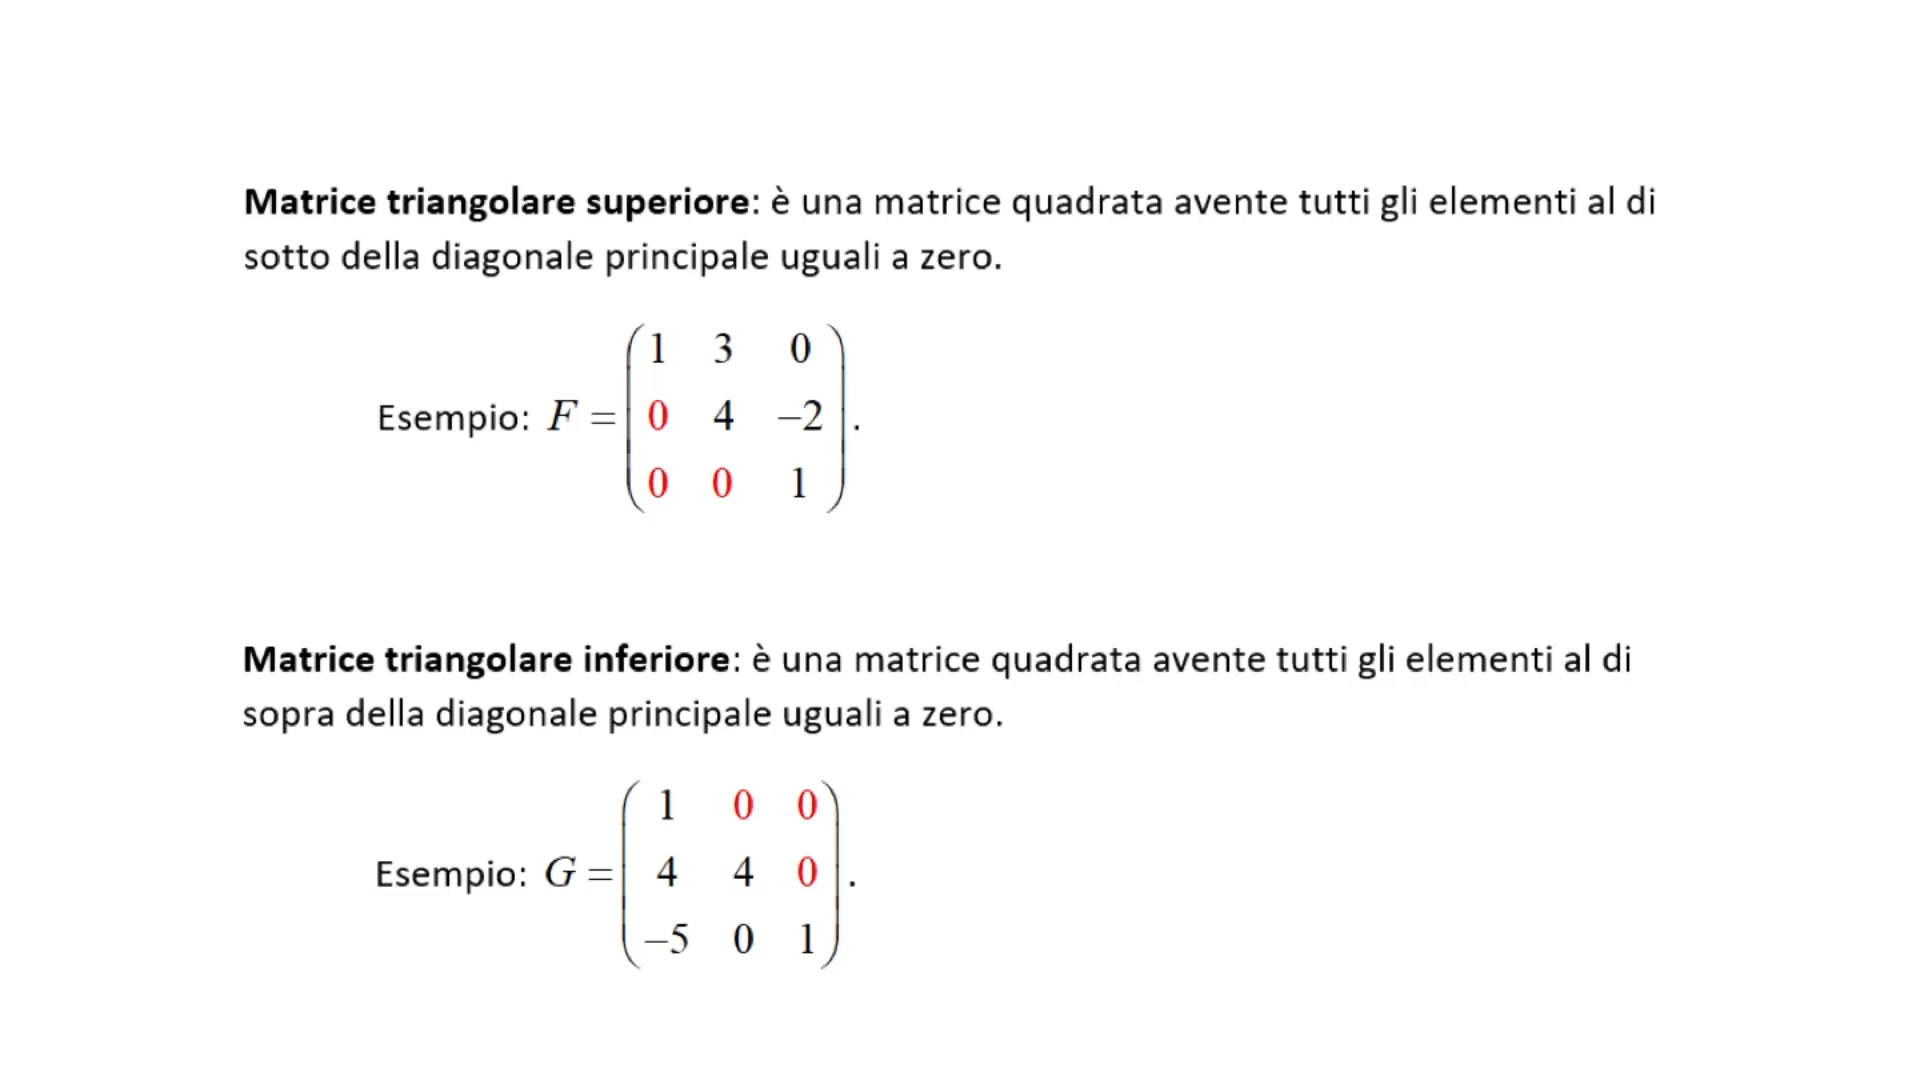 Matrice triangolare superiore: è una matrice quadrata avente tutti gli elementi al di
sotto della diagonale principale uguali a zero.
1 3 0
Esempio: F = 0 4 −2 .
0 0 1
Matrice triangolare inferiore: è una matrice quadrata avente tutti gli elementi al di
sopra della diagonale principale uguali a zero.
1 0 0
Esempio: G = 4 4 0 .
−5 0 1